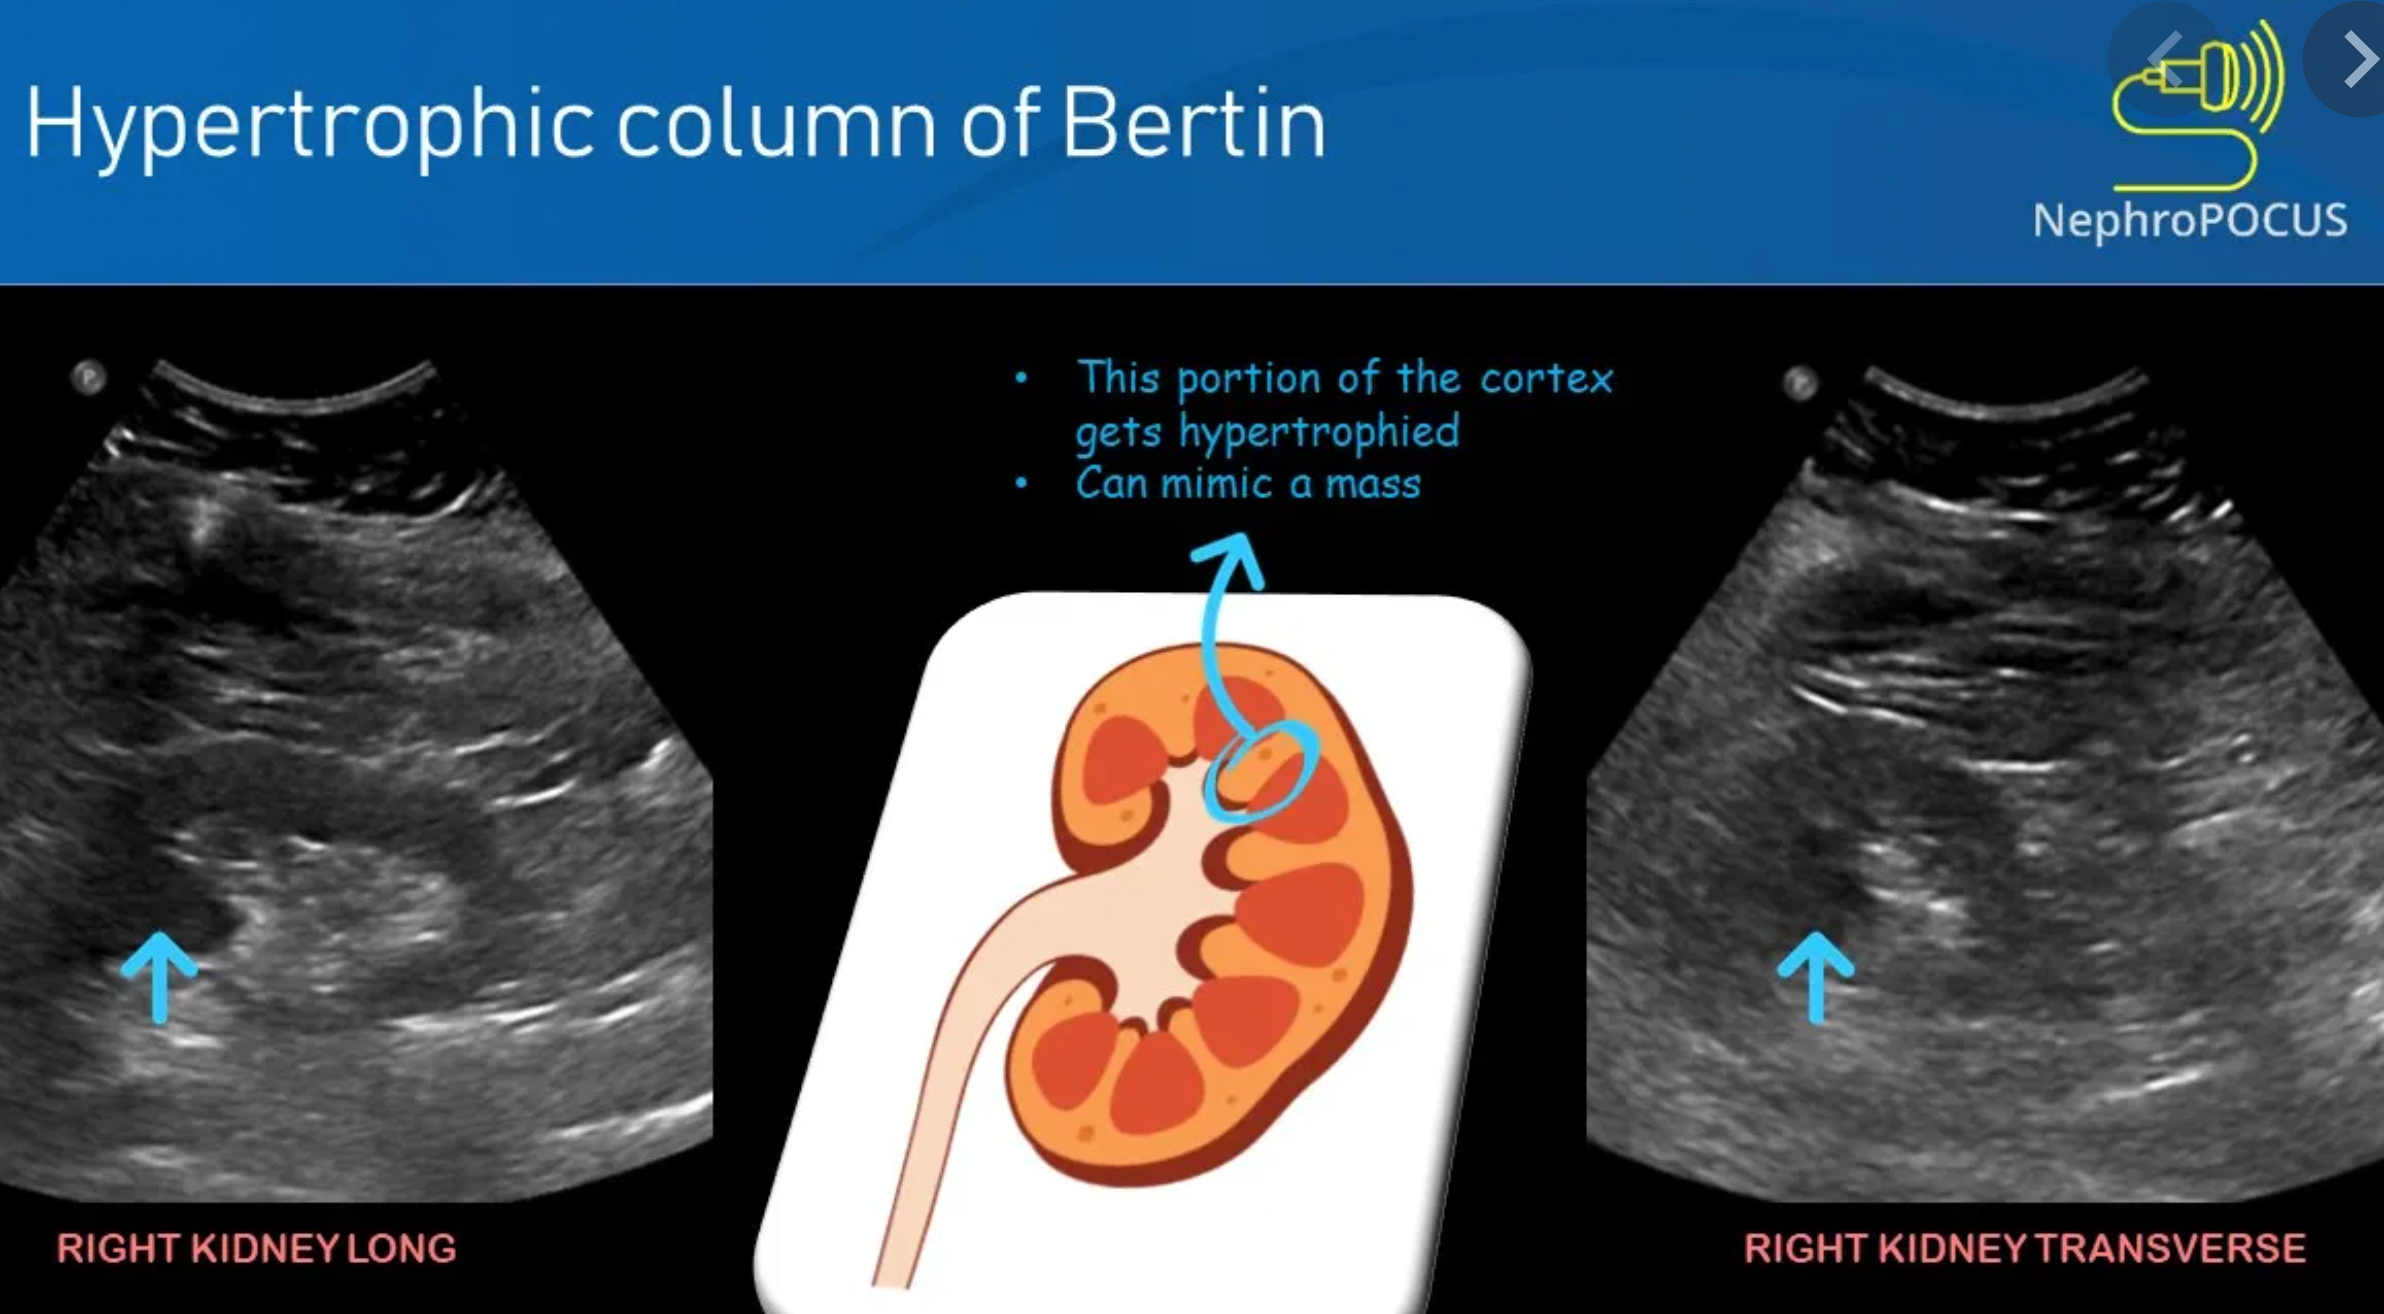 Hypertrophic column of Bertin
NephroPOCUS
P
• This portion of the cortex
gets hypertrophied
• Can mimic a mass
P
RIGHT KIDNEY LONG
RIGHT KIDNEY TRANSVERSE